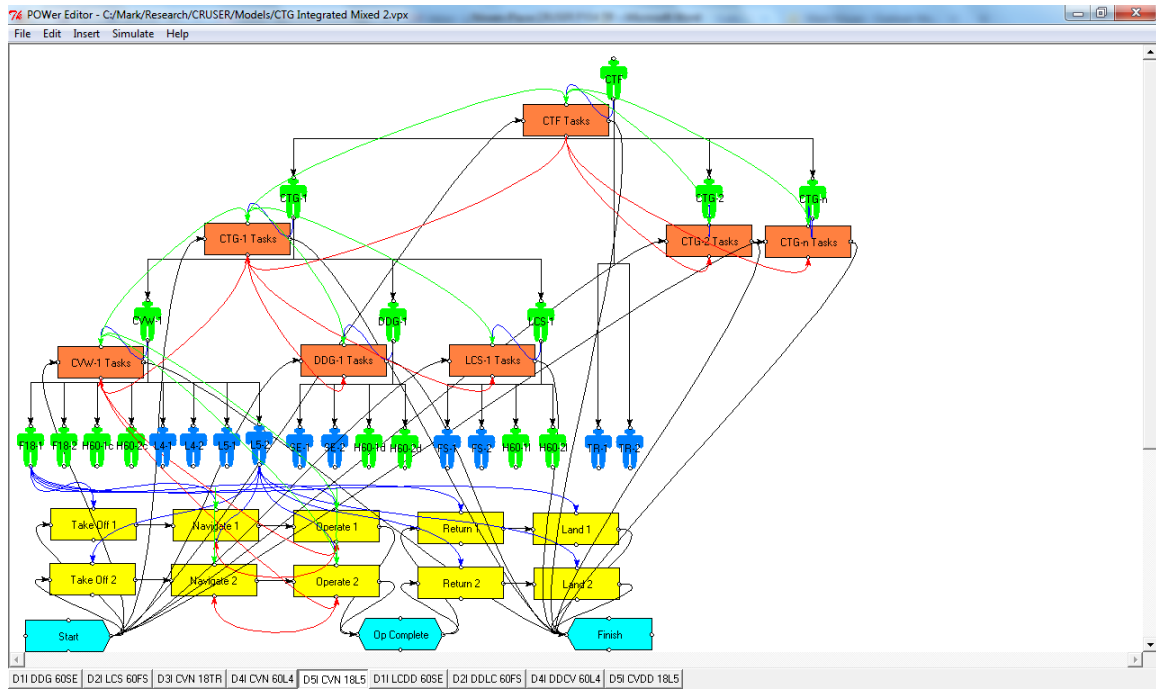 POWer Editor - C:/Mark/Research/CRUSER/Models/CTG Integrated Mixed 2.vpx
File Edit Insert Simulate Help
CTF
CTF Tasks
CTG-1 CTG-2 CTG-n
CTG-1 Tasks CTG-2 Tasks CTG-n Tasks
CVW-1 DDG-1 LCS-1
CVW-1 Tasks DDG-1 Tasks LCS-1 Tasks
F18-1 F18-2 H60-1c H60-2c L4-1 L4-2 L5-1 L5-2 SE-1 SE-2 H60-1d H60-2d FS-1 FS-2 H60-1l H60-2l TR-1 TR-2
Take Off 1 Navigate 1 Operate 1 Return 1 Land 1
Take Off 2 Navigate 2 Operate 2 Return 2 Land 2
Start Op Complete Finish
D1I DDG 60SE D2I LCS 60FS D3I CVN 18TR D4I CVN 60L4 D5I CVN 18L5 D1I LCDD 60SE D2I DDLC 60FS D4I DDCV 60L4 D5I CVDD 18L5